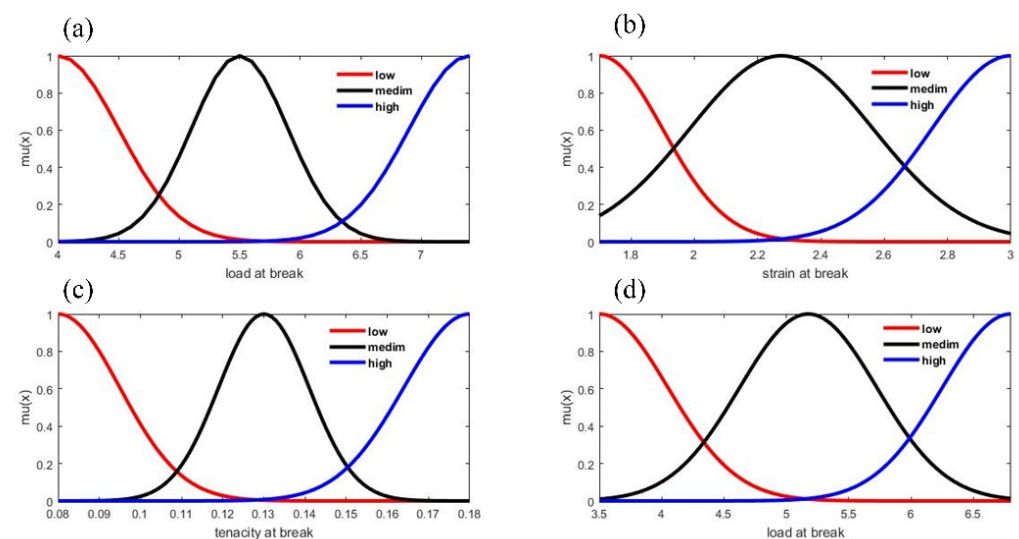 (a)
(b)
1
0.8
0.6
0.4
0.2
0
mu(x)
low
medim
high
4
4.5
5
5.5
6
6.5
7
load at break
1
0.8
0.6
0.4
0.2
0
mu(x)
low
medim
high
1.8
2
2.2
2.4
2.6
2.8
3
strain at break
(c)
(d)
1
0.8
0.6
0.4
0.2
0
mu(x)
low
medim
high
0.08
0.09
0.1
0.11
0.12
0.13
0.14
0.15
0.16
0.17
0.18
tenacity at break
1
0.8
0.6
0.4
0.2
0
mu(x)
low
medim
high
3.5
4
4.5
5
5.5
6
6.5
load at break